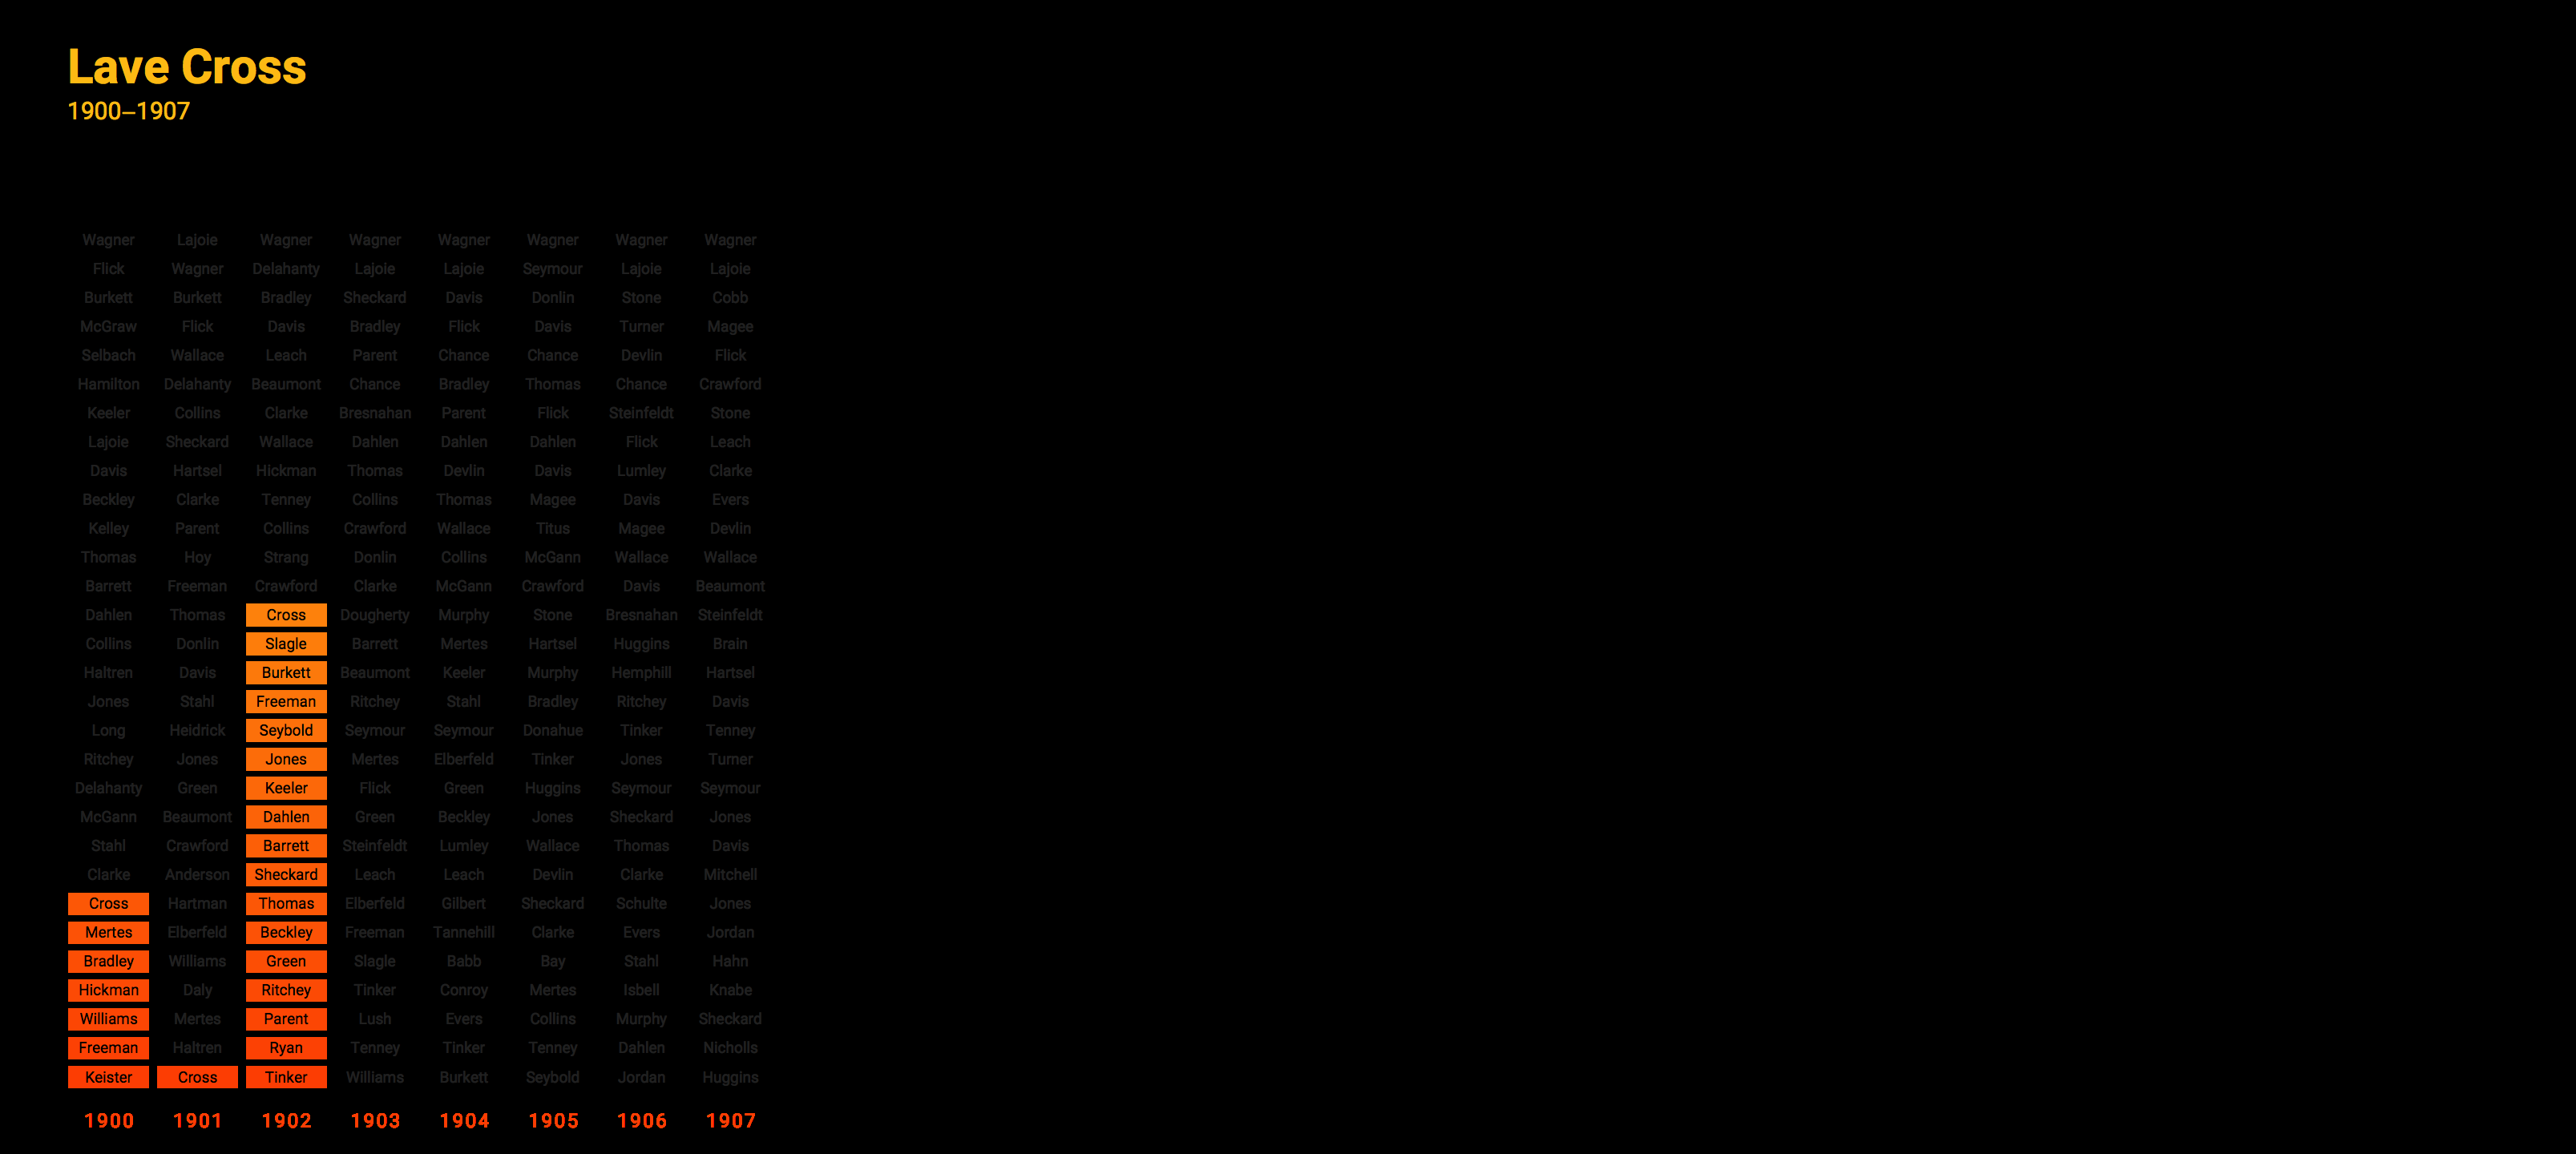 Lave Cross
1900–1907
Wagner Lajoie Wagner Wagner Wagner Wagner Wagner Wagner
Flick Wagner Delahanty Lajoie Lajoie Seymour Lajoie Lajoie
Burkett Burkett Bradley Sheckard Davis Donlin Stone Cobb
McGraw Flick Davis Bradley Flick Davis Turner Magee
Selbach Wallace Leach Parent Chance Chance Devlin Flick
Hamilton Delahanty Beaumont Chance Bradley Thomas Chance Crawford
Keeler Collins Clarke Bresnahan Parent Flick Steinfeldt Stone
Lajoie Sheckard Wallace Dahlen Dahlen Dahlen Flick Leach
Davis Hartsel Hickman Thomas Devlin Davis Lumley Clarke
Beckley Clarke Tenney Collins Thomas Magee Davis Evers
Kelley Parent Collins Crawford Wallace Titus Magee Devlin
Thomas Hoy Strang Donlin Collins McGann Wallace Wallace
Barrett Freeman Crawford Clarke McGann Crawford Davis Beaumont
Dahlen Thomas Cross Dougherty Murphy Stone Bresnahan Steinfeldt
Collins Donlin Slagle Barrett Mertes Hartsel Huggins Brain
Haltren Davis Burkett Beaumont Keeler Murphy Hemphill Hartsel
Jones Stahl Freeman Ritchey Stahl Bradley Ritchey Davis
Long Heidrick Seybold Seymour Seymour Donahue Tinker Tenney
Ritchey Jones Jones Mertes Elberfeld Tinker Jones Turner
Delahanty Green Keeler Flick Green Huggins Seymour Seymour
McGann Beaumont Dahlen Green Beckley Jones Sheckard Jones
Stahl Crawford Barrett Steinfeldt Lumley Wallace Thomas Davis
Clarke Anderson Sheckard Leach Leach Devlin Clarke Mitchell
Cross Hartman Thomas Elberfeld Gilbert Sheckard Schulte Jones
Mertes Elberfeld Beckley Freeman Tannehill Clarke Evers Jordan
Bradley Williams Green Slagle Babb Bay Stahl Hahn
Hickman Daly Ritchey Tinker Conroy Mertes Isbell Knabe
Williams Mertes Parent Lush Evers Collins Murphy Sheckard
Freeman Haltren Ryan Tenney Tinker Tenney Dahlen Nicholls
Keister Cross Tinker Williams Burkett Seybold Jordan Huggins
1900 1901 1902 1903 1904 1905 1906 1907